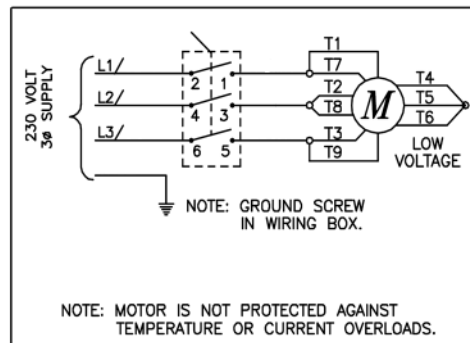 230 VOLT
3ø SUPPLY
L1/
L2/
L3/
2
1
4
3
6
5
T1
T7
T2
T8
T3
T9
M
T4
T5
T6
LOW
VOLTAGE
NOTE: GROUND SCREW
IN WIRING BOX.
NOTE: MOTOR IS NOT PROTECTED AGAINST
TEMPERATURE OR CURRENT OVERLOADS.